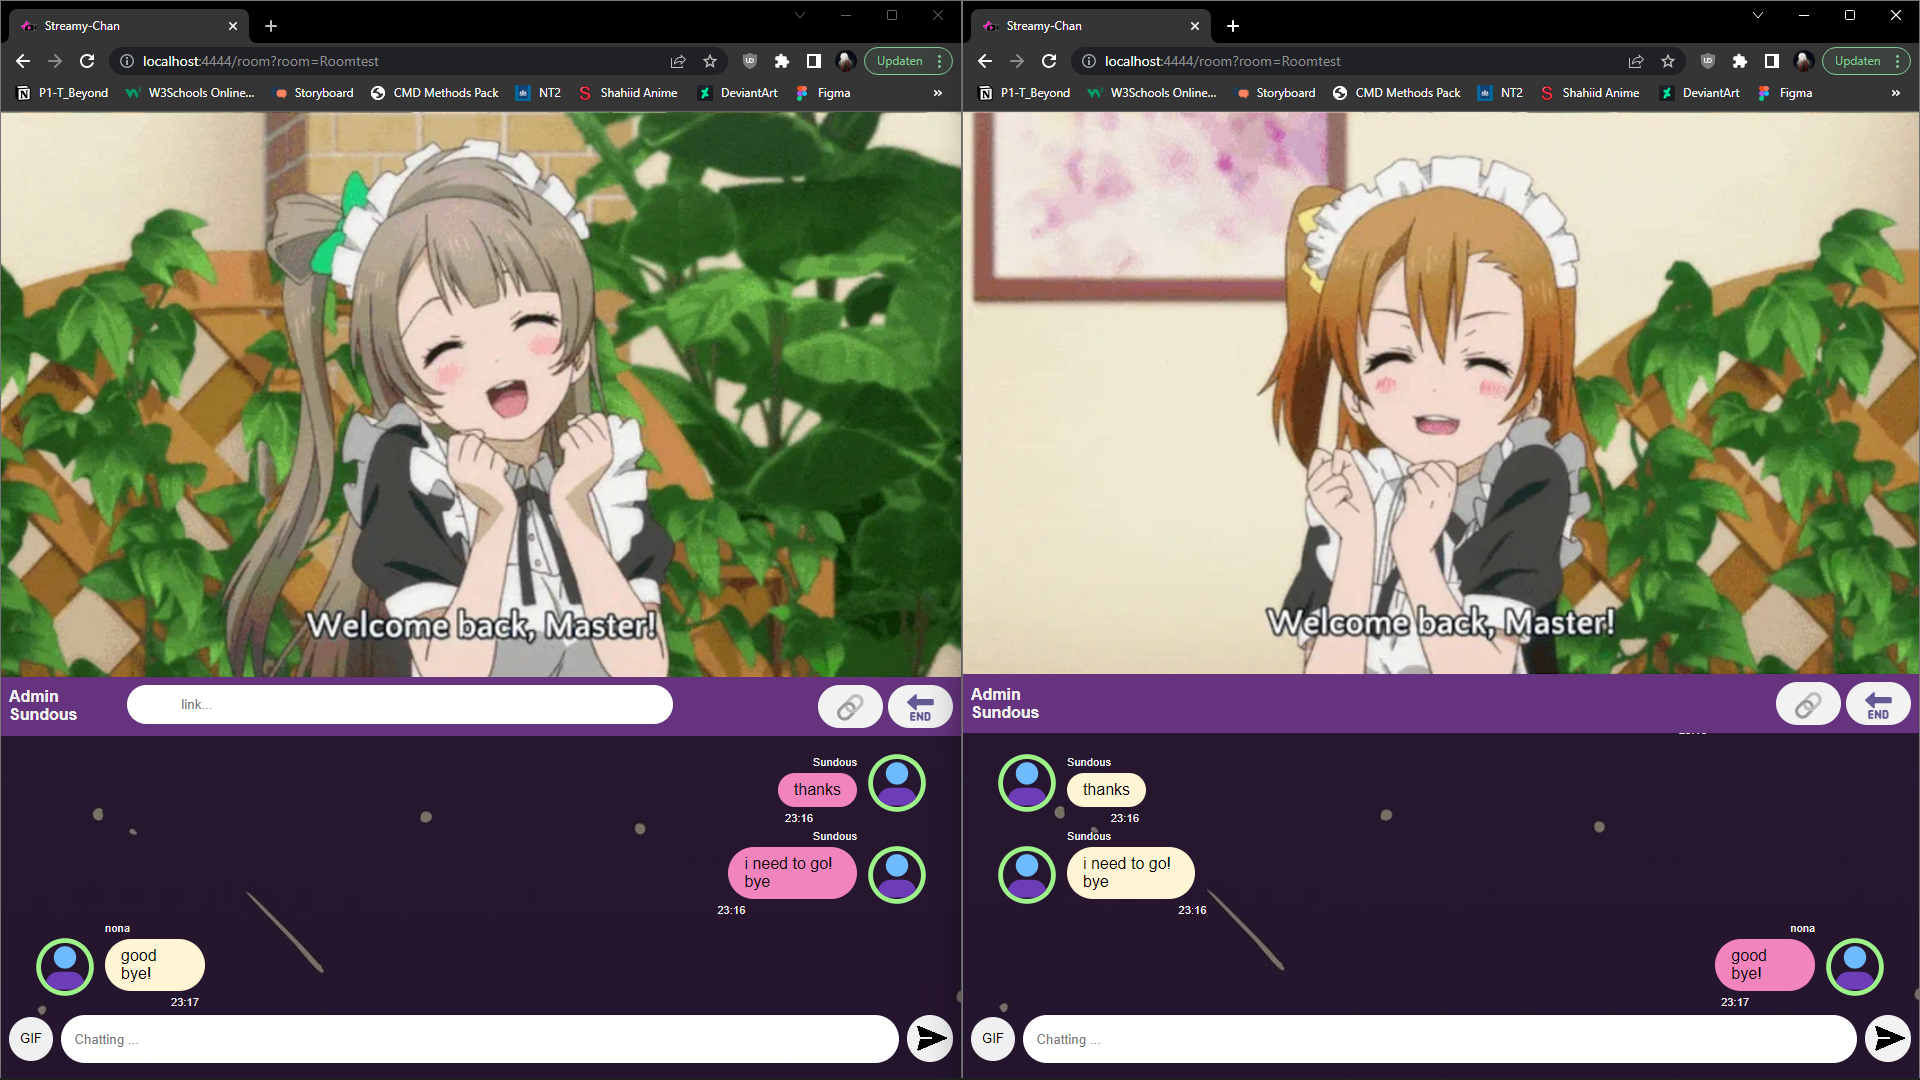 Streamy-Chan
localhost:4444/room?room=Roomtest
Updaten
P1-T_Beyond W3Schools Online... Storyboard CMD Methods Pack NT2 Shahiid Anime DeviantArt Figma »
Welcome back, Master!
Admin
Sundous
link...
END
Sundous
thanks
23:16
Sundous
i need to go!
bye
23:16
nona
good
bye!
23:17
GIF
Chatting ...
Streamy-Chan
localhost:4444/room?room=Roomtest
Updaten
P1-T_Beyond W3Schools Online... Storyboard CMD Methods Pack NT2 Shahiid Anime DeviantArt Figma »
Welcome back, Master!
Admin
Sundous
END
Sundous
thanks
23:16
Sundous
i need to go!
bye
23:16
nona
good
bye!
23:17
GIF
Chatting ...